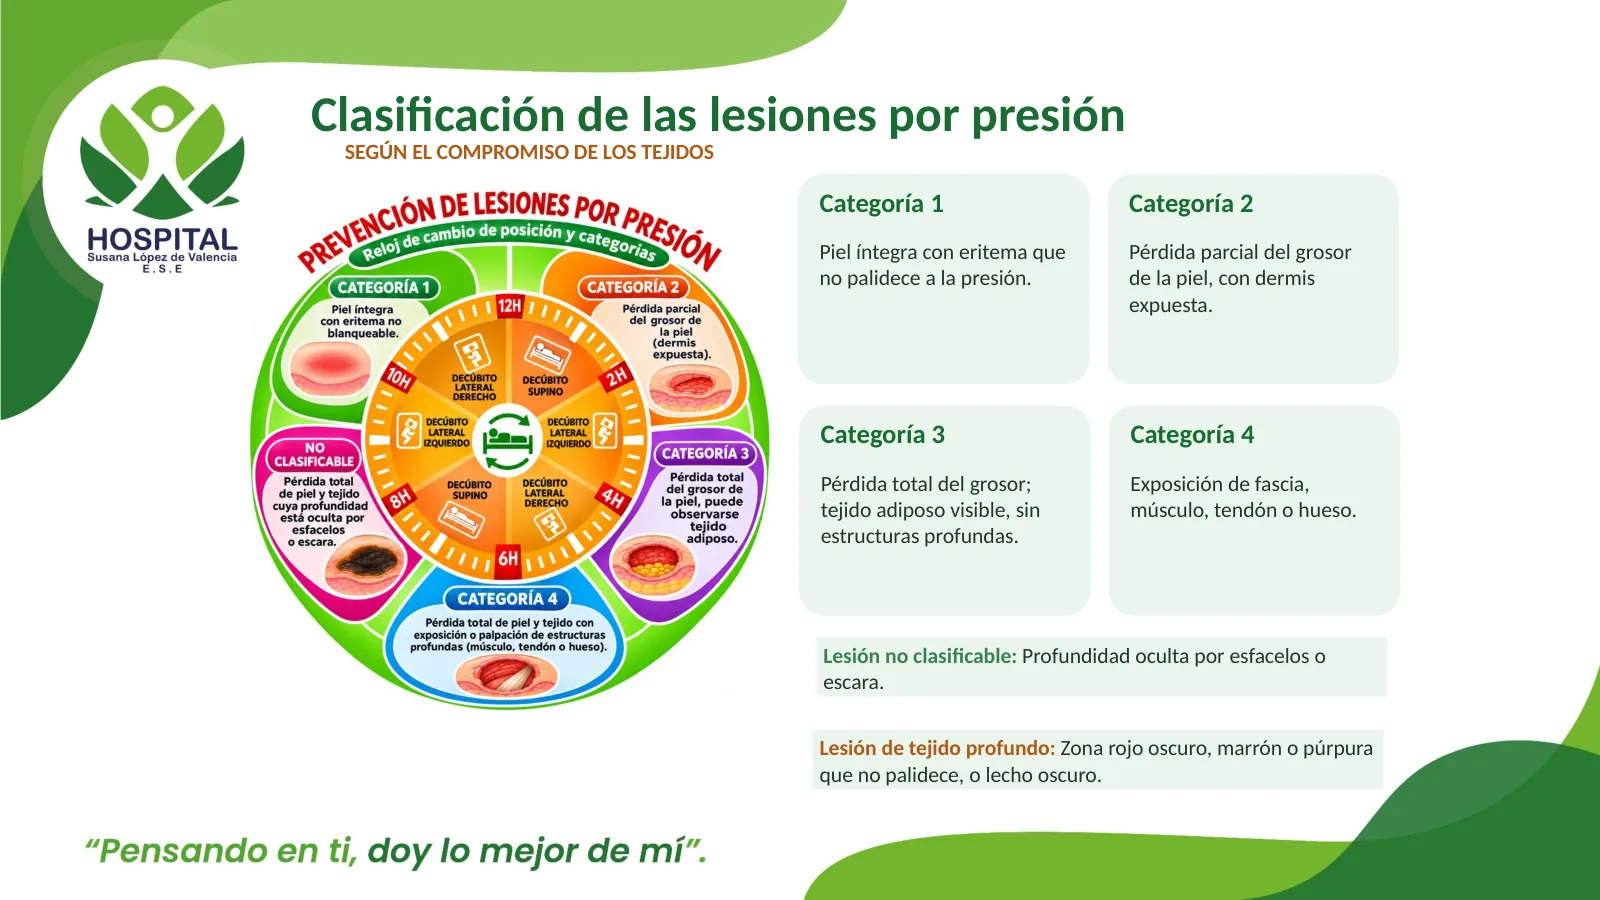 Clasificación de las lesiones por presión
SEGÚN EL COMPROMISO DE LOS TEJIDOS
HOSPITAL
Susana López de Valencia
E.S.E
PREVENCIÓN DE LESIONES POR PRESIÓN
Reloj de cambio de posición y categorias
CATEGORÍA 1
Piel íntegra
con eritema no
blanqueable.
CATEGORÍA 2
Pérdida parcial
del grosor de
la piel
(dermis
expuesta).
12H
2H
4H
6H
8H
10H
DECÚBITO
LATERAL
DERECHO
DECÚBITO
SUPINO
DECÚBITO
LATERAL
IZQUIERDO
DECÚBITO
LATERAL
IZQUIERDO
DECÚBITO
SUPINO
DECÚBITO
LATERAL
DERECHO
NO
CLASIFICABLE
Pérdida total
de piel y tejido
cuya profundidad
está oculta por
esfacelos
o escara.
CATEGORÍA 3
Pérdida total
del grosor de
la piel, puede
observarse
tejido
adiposo.
CATEGORÍA 4
Pérdida total de piel y tejido con
exposición o palpación de estructuras
profundas (músculo, tendón o hueso).
Categoría 1
Piel íntegra con eritema que
no palidece a la presión.
Categoría 2
Pérdida parcial del grosor
de la piel, con dermis
expuesta.
Categoría 3
Pérdida total del grosor;
tejido adiposo visible, sin
estructuras profundas.
Categoría 4
Exposición de fascia,
músculo, tendón o hueso.
Lesión no clasificable: Profundidad oculta por esfacelos o
escara.
Lesión de tejido profundo: Zona rojo oscuro, marrón o púrpura
que no palidece, o lecho oscuro.
“Pensando en ti, doy lo mejor de mí”.